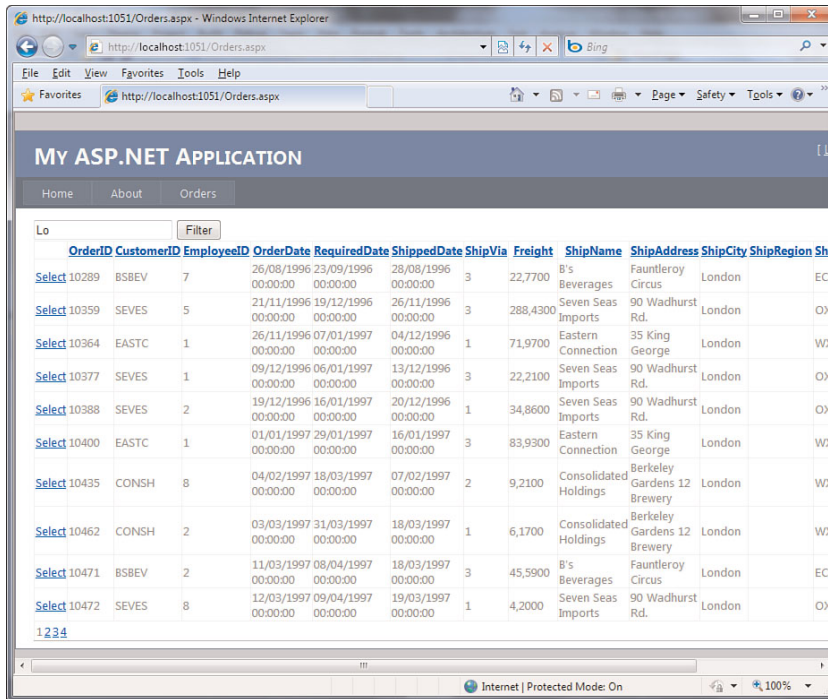 http://localhost:1051/Orders.aspx - Windows Internet Explorer
http://localhost:1051/Orders.aspx Bing
File Edit View Favorites Tools Help
Favorites http://localhost:1051/Orders.aspx Page Safety Tools
MY ASP.NET APPLICATION [
Home About Orders
Lo Filter
OrderID CustomerID EmployeeID OrderDate RequiredDate ShippedDate ShipVia Freight ShipName ShipAddress ShipCity ShipRegion Sh
Select 10289 BSBEV 7 26/08/1996 00:00:00 23/09/1996 00:00:00 28/08/1996 00:00:00 3 22,7700 B's Beverages Fauntleroy Circus London EC
Select 10359 SEVES 5 21/11/1996 00:00:00 19/12/1996 00:00:00 26/11/1996 00:00:00 3 288,4300 Seven Seas Imports 90 Wadhurst Rd. London OX
Select 10364 EASTC 1 26/11/1996 00:00:00 07/01/1997 00:00:00 04/12/1996 00:00:00 1 71,9700 Eastern Connection 35 King George London WX
Select 10377 SEVES 1 09/12/1996 00:00:00 06/01/1997 00:00:00 13/12/1996 00:00:00 3 22,2100 Seven Seas Imports 90 Wadhurst Rd. London OX
Select 10388 SEVES 2 19/12/1996 00:00:00 16/01/1997 00:00:00 20/12/1996 00:00:00 1 34,8600 Seven Seas Imports 90 Wadhurst Rd. London OX
Select 10400 EASTC 1 01/01/1997 00:00:00 29/01/1997 00:00:00 16/01/1997 00:00:00 3 83,9300 Eastern Connection 35 King George London WX
Select 10435 CONSH 8 04/02/1997 00:00:00 18/03/1997 00:00:00 07/02/1997 00:00:00 2 9,2100 Consolidated Holdings Berkeley Gardens 12 Brewery London WX
Select 10462 CONSH 2 03/03/1997 00:00:00 31/03/1997 00:00:00 18/03/1997 00:00:00 1 6,1700 Consolidated Holdings Berkeley Gardens 12 Brewery London WX
Select 10471 BSBEV 2 11/03/1997 00:00:00 08/04/1997 00:00:00 18/03/1997 00:00:00 3 45,5900 B's Beverages Fauntleroy Circus London EC
Select 10472 SEVES 8 12/03/1997 00:00:00 09/04/1997 00:00:00 19/03/1997 00:00:00 1 4,2000 Seven Seas Imports 90 Wadhurst Rd. London OX
1234
Internet | Protected Mode: On 100%